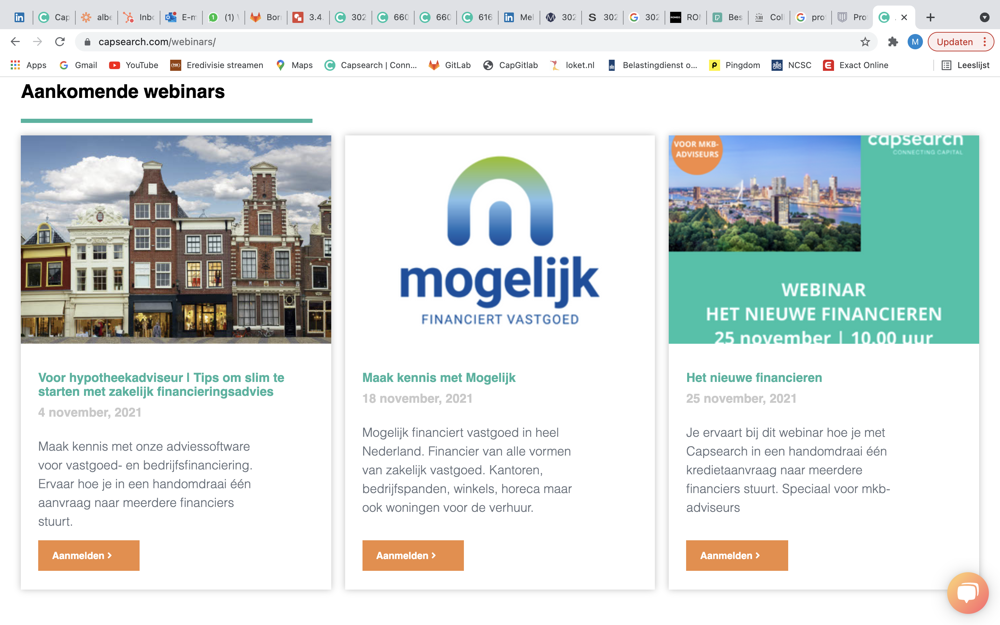 Cap
albe
Inbo
E-m
(1)
Bor
3.4.
302
660
660
616
Mel
302
302
302
ROM
Bes
Coll
pro
Pro
capsearch.com/webinars/
M
Updaten
Apps
Gmail
YouTube
Eredivisie streamen
Maps
Capsearch | Conn...
GitLab
CapGitlab
loket.nl
Belastingdienst o...
Pingdom
NCSC
Exact Online
Leeslijst
Aankomende webinars
VOOR MKB-
ADVISEURS
capsearch
CONNECTING CAPITAL
mogelijk
FINANCIERT VASTGOED
WEBINAR
HET NIEUWE FINANCIEREN
25 november | 10.00 uur
Voor hypotheekadviseur | Tips om slim te
starten met zakelijk financieringsadvies
4 november, 2021
Maak kennis met onze adviessoftware
voor vastgoed- en bedrijfsfinanciering.
Ervaar hoe je in een handomdraai één
aanvraag naar meerdere financiers
stuurt.
Aanmelden
Maak kennis met Mogelijk
18 november, 2021
Mogelijk financiert vastgoed in heel
Nederland. Financier van alle vormen
van zakelijk vastgoed. Kantoren,
bedrijfspanden, winkels, horeca maar
ook woningen voor de verhuur.
Aanmelden
Het nieuwe financieren
25 november, 2021
Je ervaart bij dit webinar hoe je met
Capsearch in een handomdraai één
kredietaanvraag naar meerdere
financiers stuurt. Speciaal voor mkb-
adviseurs
Aanmelden